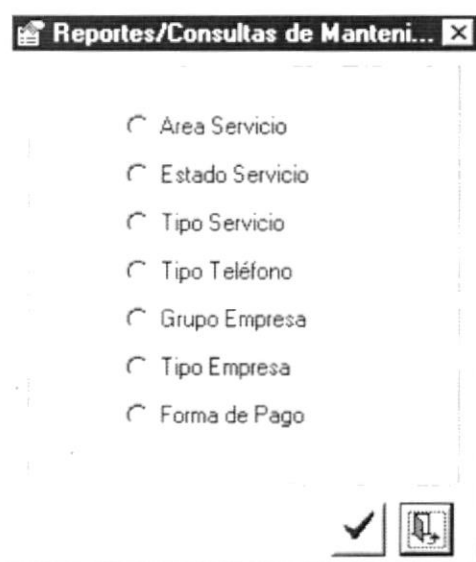 Reportes/Consultas de Manteni...
Area Servicio
Estado Servicio
Tipo Servicio
Tipo Teléfono
Grupo Empresa
Tipo Empresa
Forma de Pago